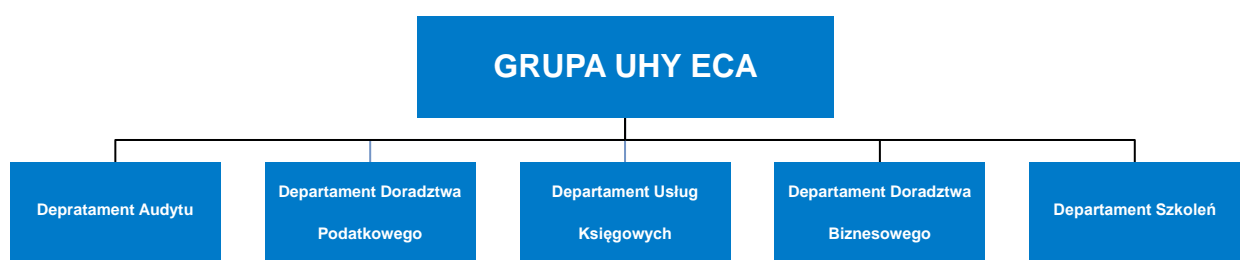 GRUPA UHY ECA
Depratament Audytu
Departament Doradztwa
Podatkowego
Departament Usług
Księgowych
Departament Doradztwa
Biznesowego
Departament Szkoleń